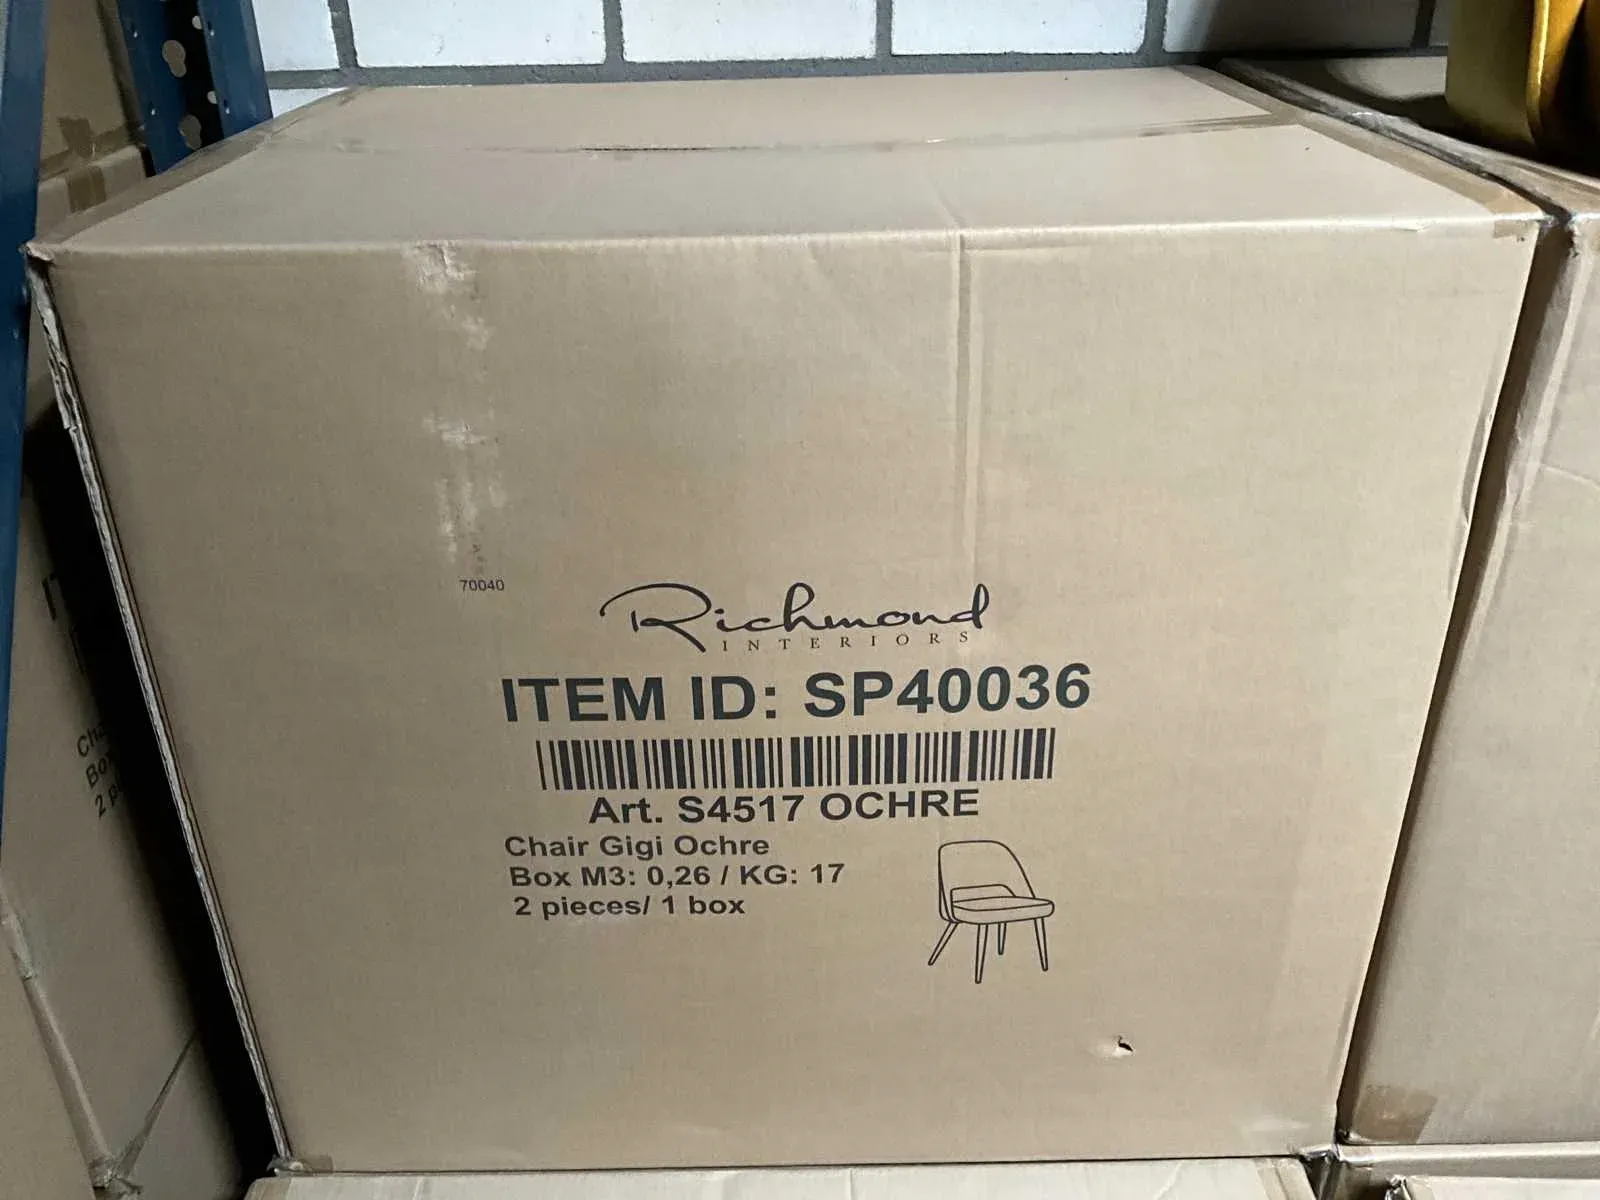 70040
Richmond
INTERIORS
ITEM ID: SP40036
Art. S4517 OCHRE
Chair Gigi Ochre
Box M3: 0,26 / KG: 17
2 pieces/ 1 box